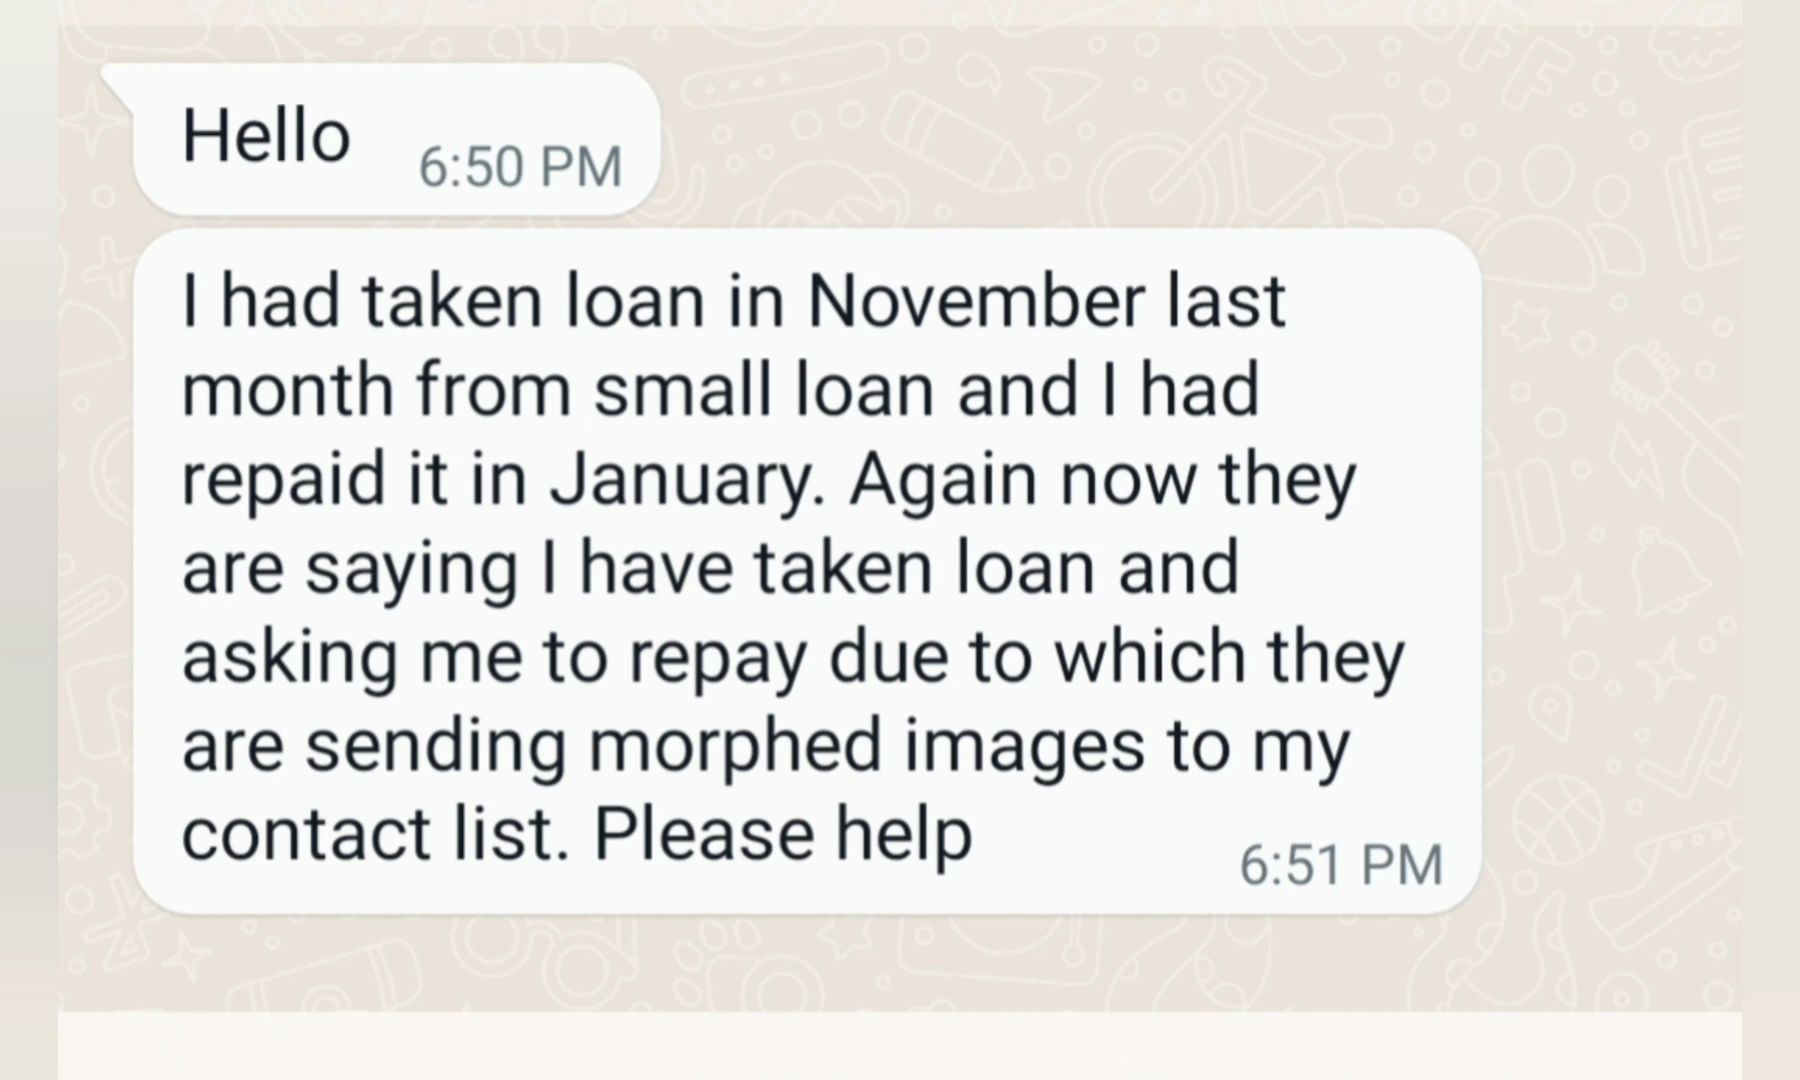 Hello
6:50 PM
I had taken loan in November last
month from small loan and I had
repaid it in January. Again now they
are saying I have taken loan and
asking me to repay due to which they
are sending morphed images to my
contact list. Please help
6:51 PM